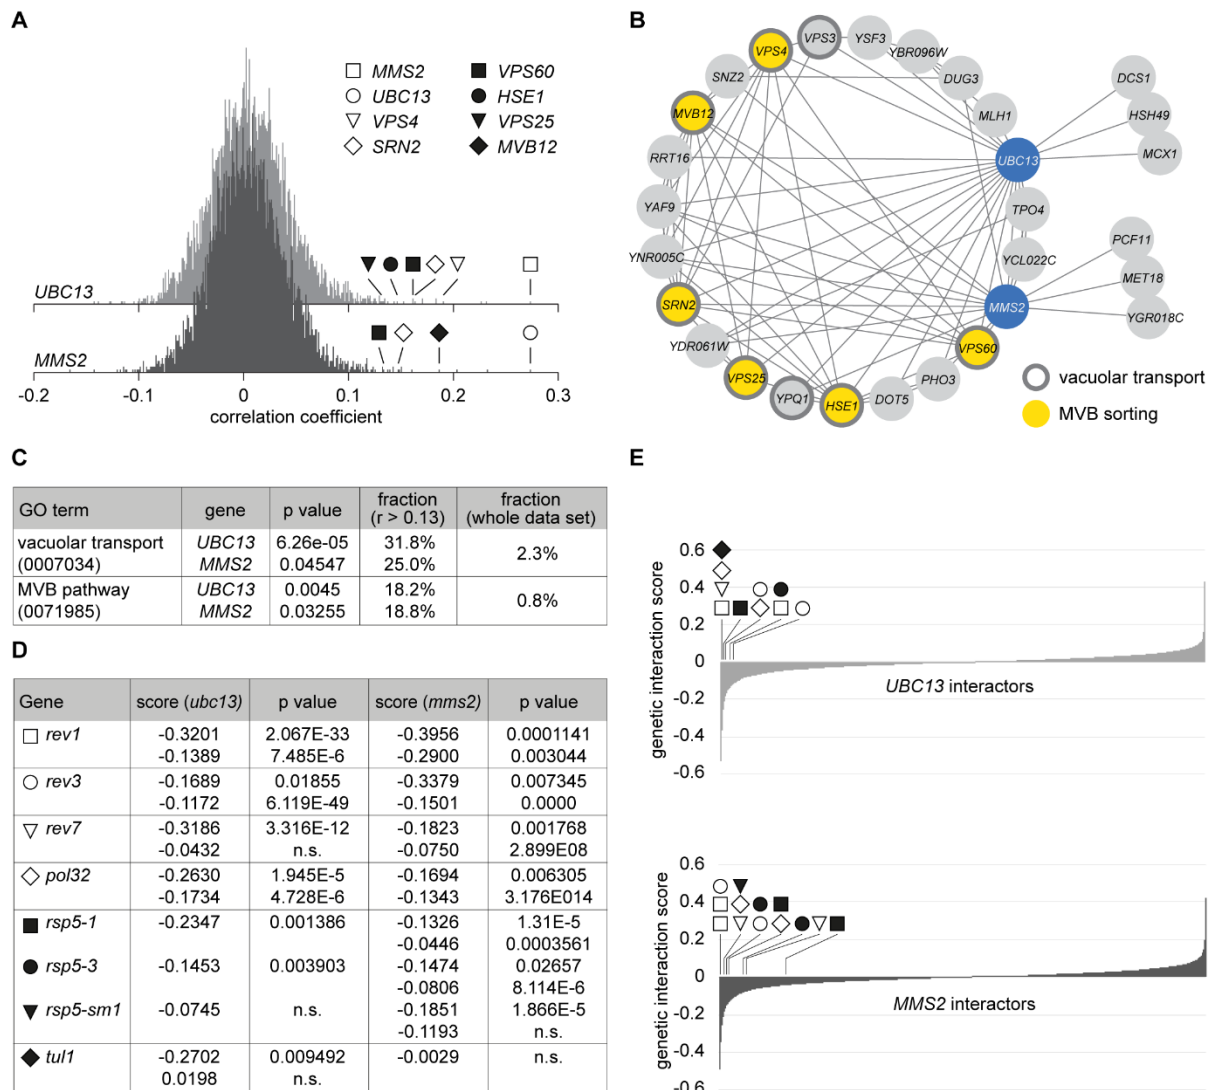 A
MMS2 VPS60
UBC13 HSE1
VPS4 VPS25
SRN2 MVB12
UBC13
MMS2
-0.2 -0.1 0 0.1 0.2 0.3
correlation coefficient
B
VPS4
VPS3
YSF3
YBR096W
SNZ2
DUG3
DCS1
MVB12
MLH1
HSH49
RRT16
UBC13
MCX1
YAF9
TPO4
YNR005C
YCL022C
PCF11
SRN2
MMS2
MET18
YDR061W
VPS60
YGR018C
VPS25
PHO3
YPQ1
HSE1
DOT5
vacuolar transport
MVB sorting
C
GO term gene p value fraction (r > 0.13) fraction (whole data set)
vacuolar transport UBC13 6.26e-05 31.8% 2.3%
(0007034) MMS2 0.04547 25.0%
MVB pathway UBC13 0.0045 18.2% 0.8%
(0071985) MMS2 0.03255 18.8%
D
Gene score (ubc13) p value score (mms2) p value
rev1 -0.3201 2.067E-33 -0.3956 0.0001141
-0.1389 7.485E-6 -0.2900 0.003044
rev3 -0.1689 0.01855 -0.3379 0.007345
-0.1172 6.119E-49 -0.1501 0.0000
rev7 -0.3186 3.316E-12 -0.1823 0.001768
-0.0432 n.s. -0.0750 2.899E08
pol32 -0.2630 1.945E-5 -0.1694 0.006305
-0.1734 4.728E-6 -0.1343 3.176E014
rsp5-1 -0.2347 0.001386 -0.1326 1.31E-5
-0.0446 0.0003561
rsp5-3 -0.1453 0.003903 -0.1474 0.02657
-0.0806 8.114E-6
rsp5-sm1 -0.0745 n.s. -0.1851 1.866E-5
-0.1193 n.s.
tul1 -0.2702 0.009492 -0.0029 n.s.
0.0198 n.s.
E
genetic interaction score
0.6
0.4
0.2
0
-0.2
-0.4
-0.6
UBC13 interactors
genetic interaction score
0.6
0.4
0.2
0
-0.2
-0.4
-0.6
MMS2 interactors